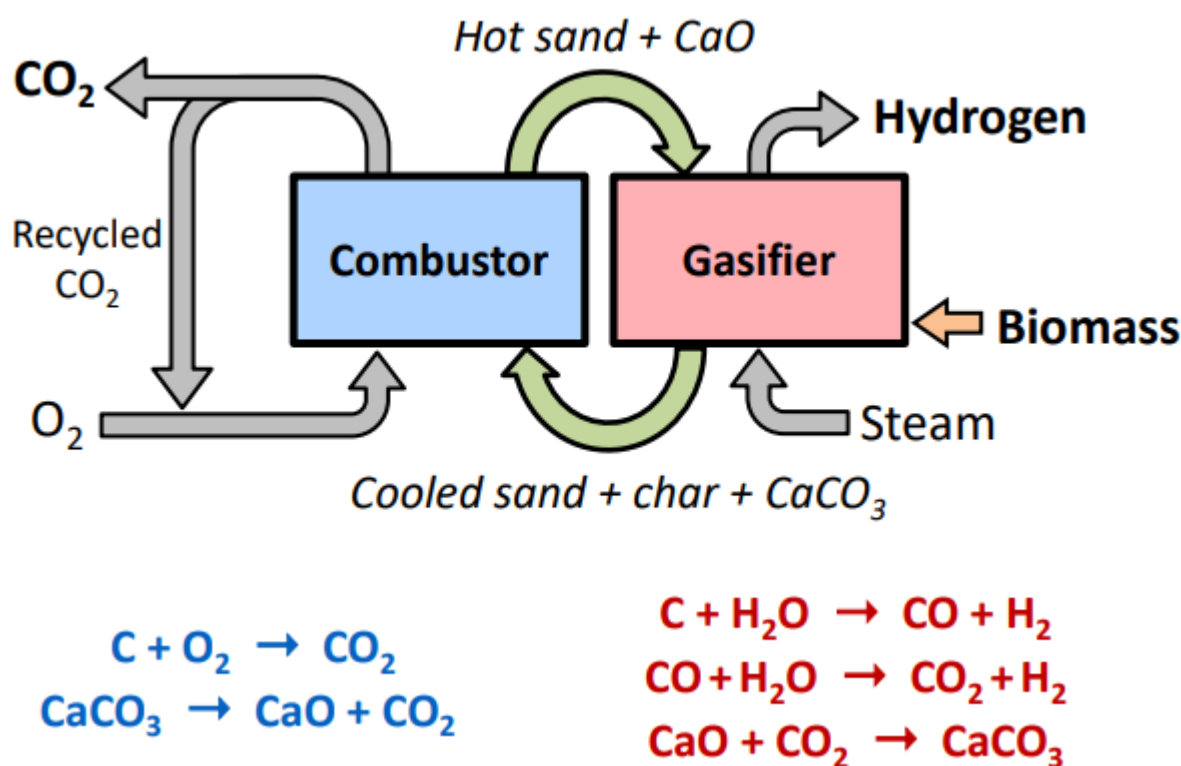 Hot sand + CaO
CO₂
Hydrogen
Recycled
CO₂
Combustor
Gasifier
Biomass
O₂
Steam
Cooled sand + char + CaCO₃
C + O₂ → CO₂
CaCO₃ → CaO + CO₂
C + H₂O → CO + H₂
CO + H₂O → CO₂ + H₂
CaO + CO₂ → CaCO₃